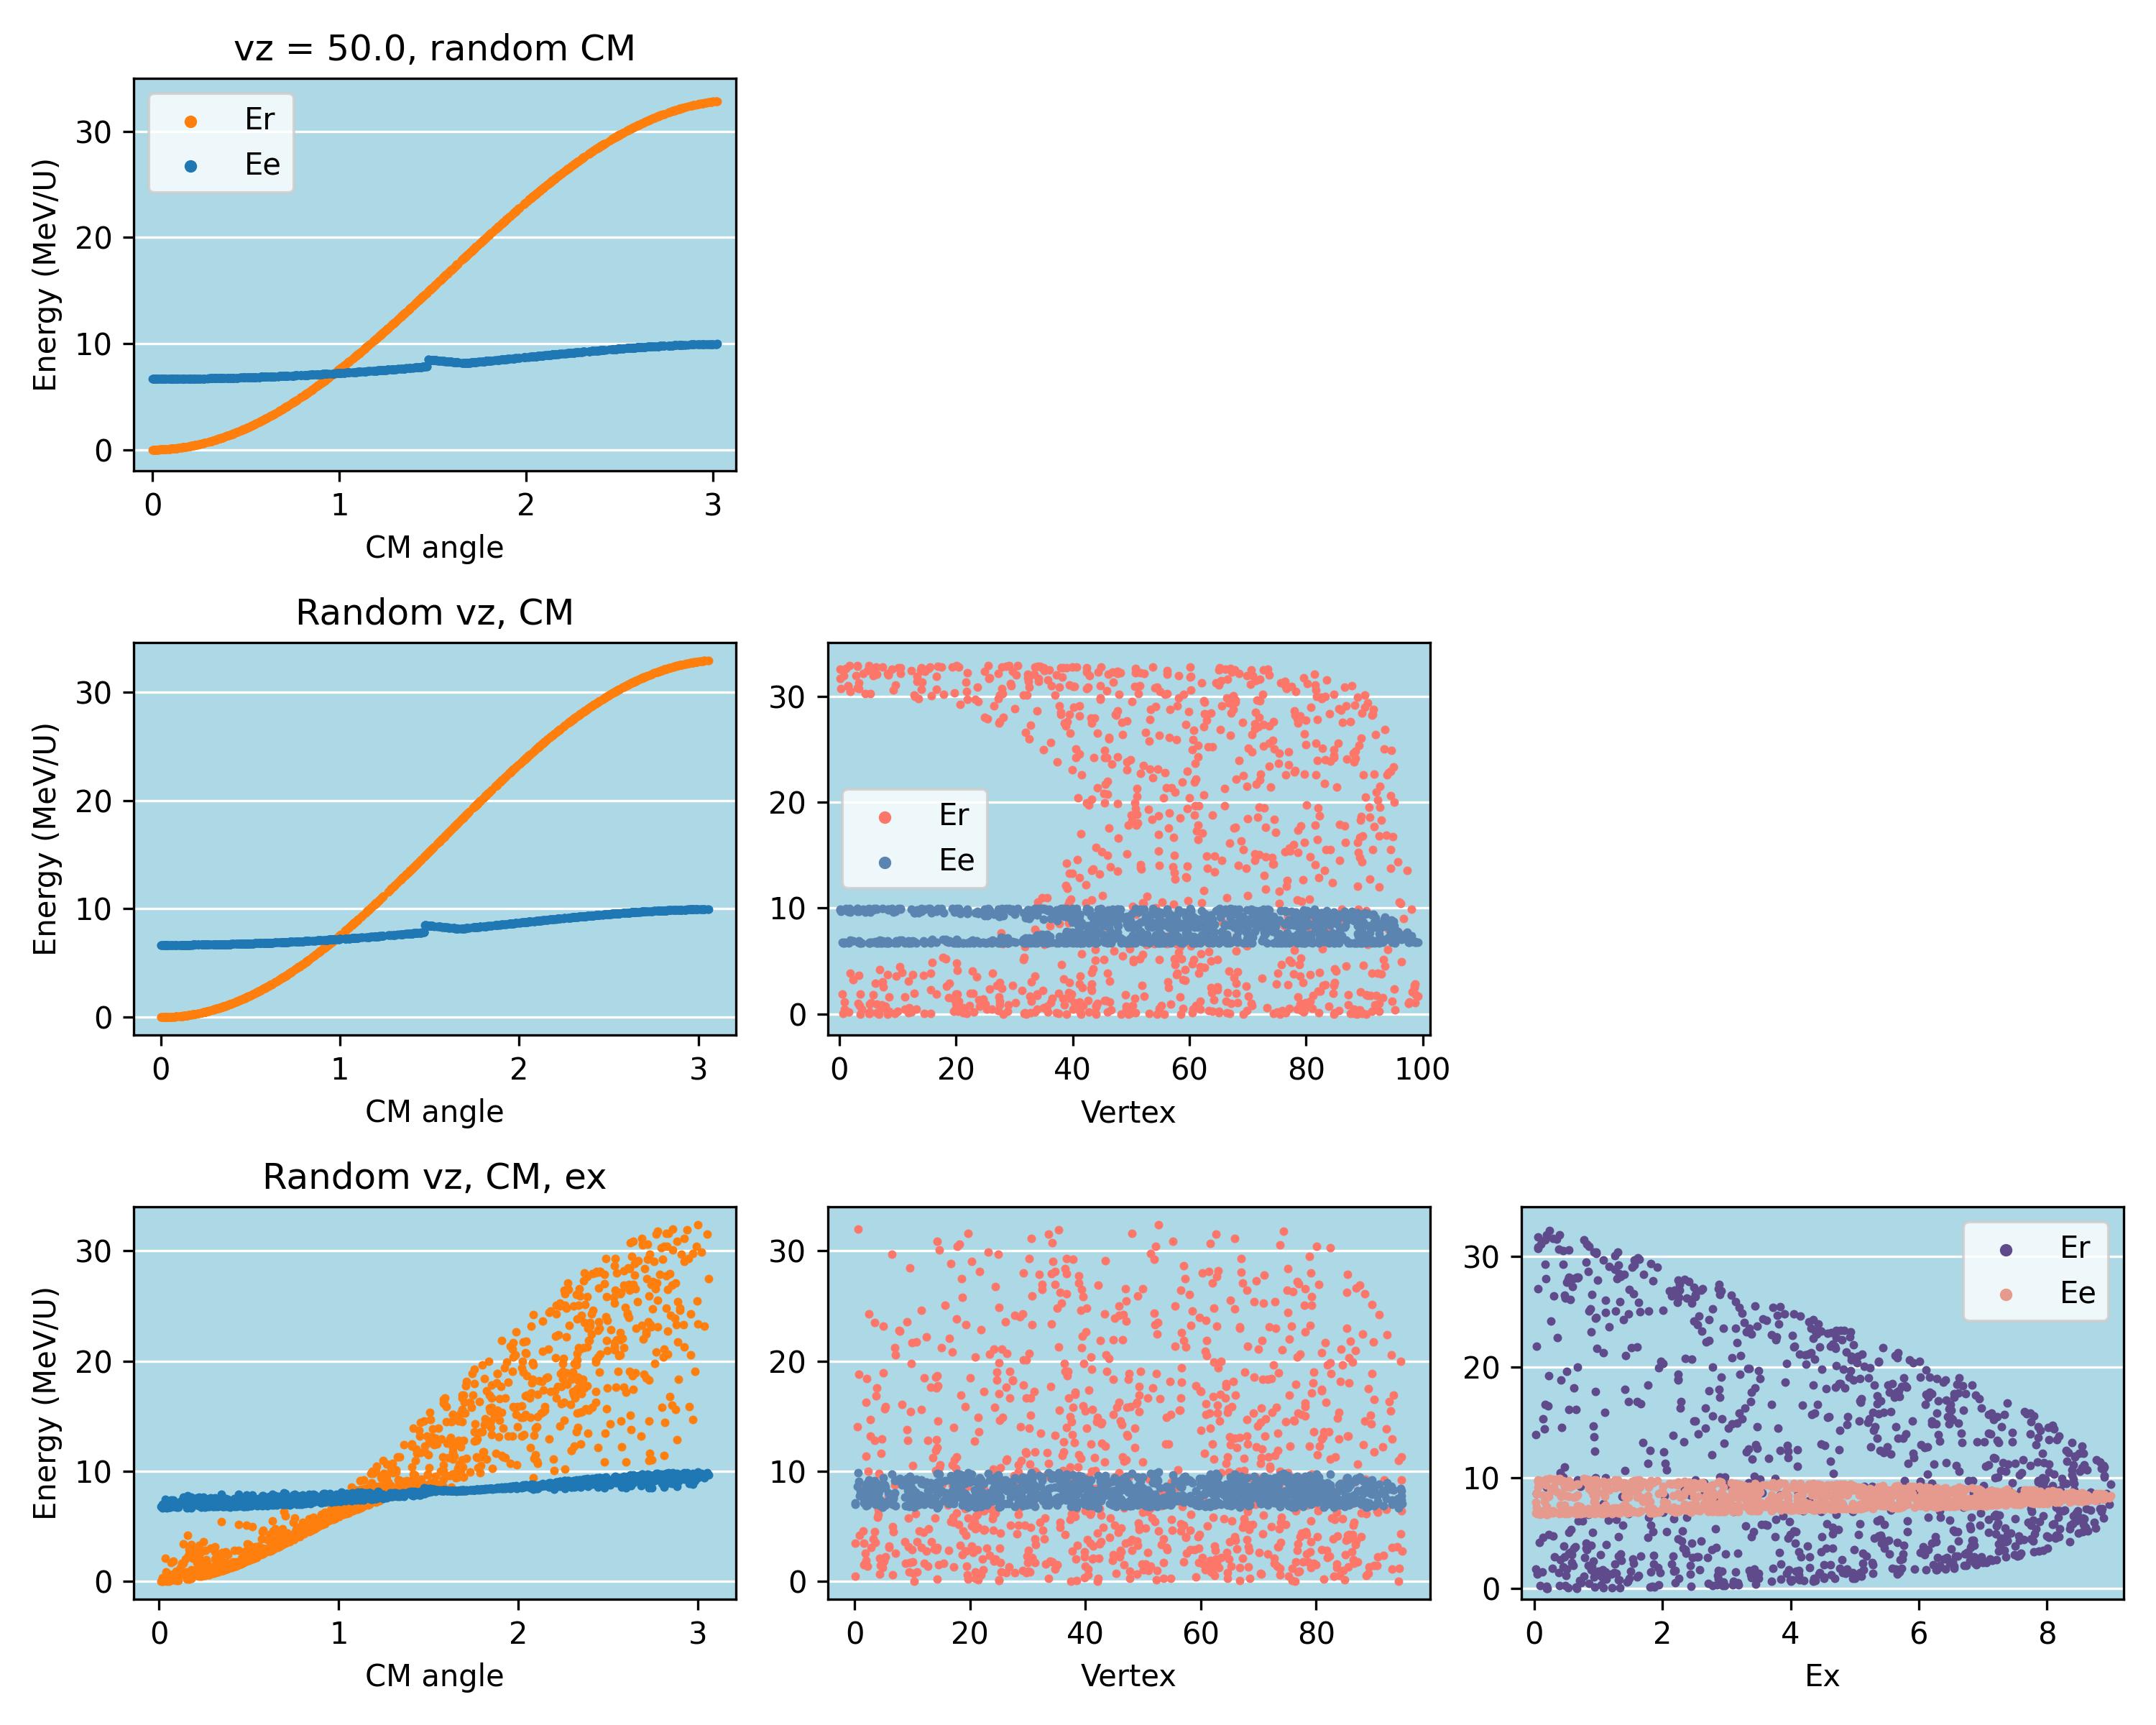 vz = 50.0, random CM
Energy (MeV/U)
30
20
10
0
Er
Ee
0 1 2 3
CM angle
Random vz, CM
Energy (MeV/U)
30
20
10
0
0 1 2 3
CM angle
30
20
10
0
Er
Ee
0 20 40 60 80 100
Vertex
Random vz, CM, ex
Energy (MeV/U)
30
20
10
0
0 1 2 3
CM angle
30
20
10
0
0 20 40 60 80
Vertex
30
20
10
0
Er
Ee
0 2 4 6 8
Ex